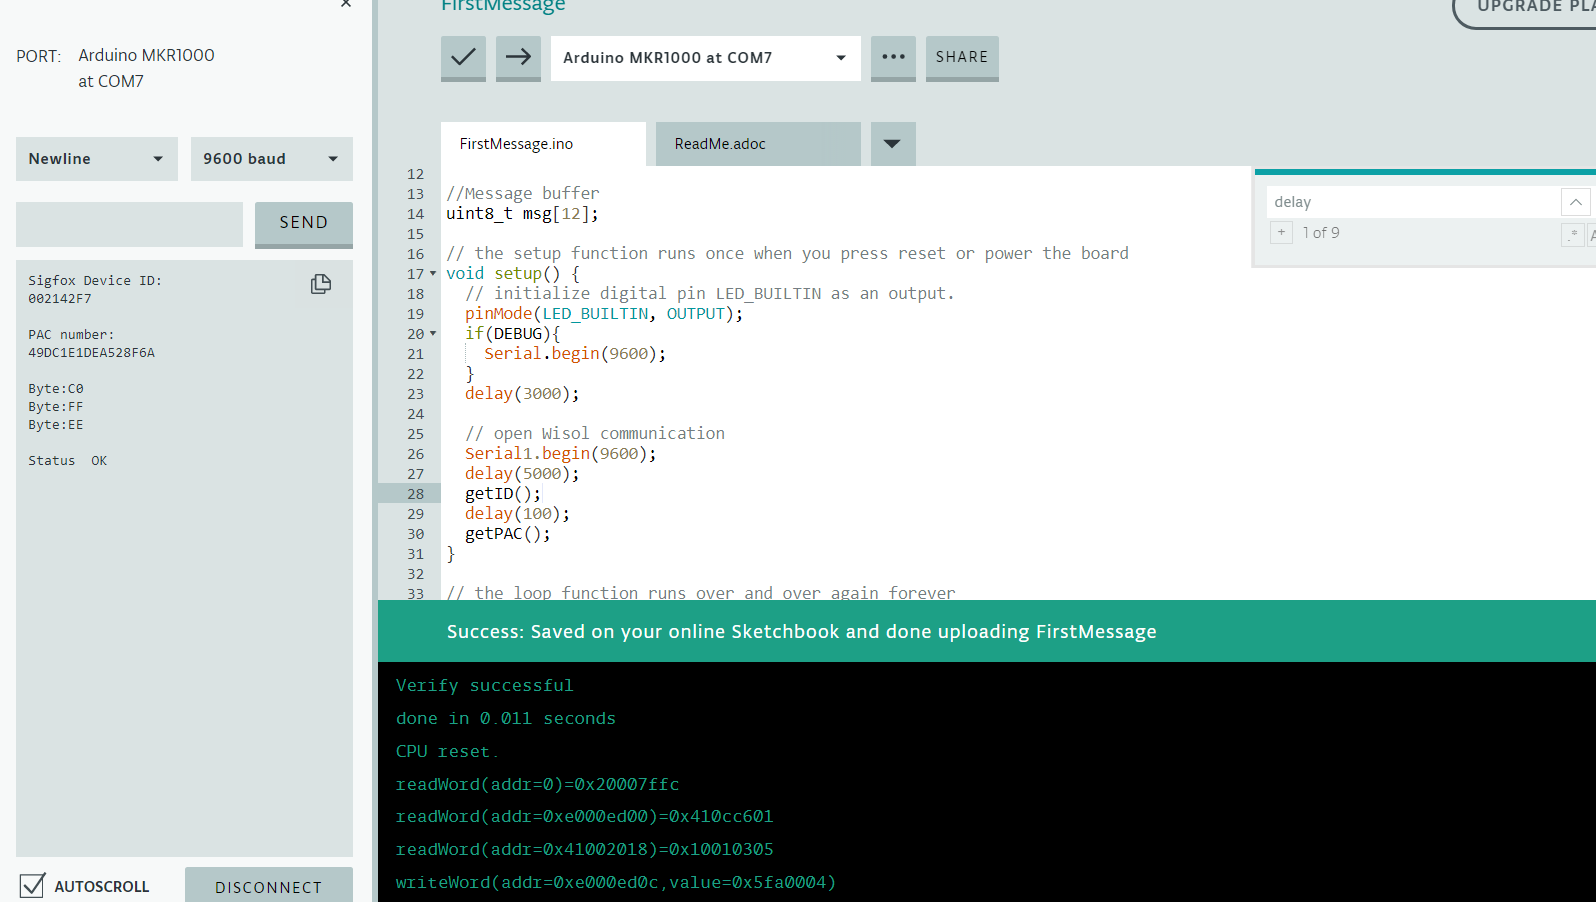 PORT: Arduino MKR1000
at COM7
Newline
9600 baud
SEND
Sigfox Device ID:
002142F7
PAC number:
49DC1E1DEA528F6A
Byte:C0
Byte:FF
Byte:EE
Status  OK
AUTOSCROLL
DISCONNECT
FirstMessage
UPGRADE PLA
Arduino MKR1000 at COM7
SHARE
FirstMessage.ino
ReadMe.adoc
delay
+ 1 of 9 .*
12
13 //Message buffer
14 uint8_t msg[12];
15
16 // the setup function runs once when you press reset or power the board
17 void setup() {
18   // initialize digital pin LED_BUILTIN as an output.
19   pinMode(LED_BUILTIN, OUTPUT);
20   if(DEBUG){
21     Serial.begin(9600);
22   }
23   delay(3000);
24
25   // open Wisol communication
26   Serial1.begin(9600);
27   delay(5000);
28   getID();
29   delay(100);
30   getPAC();
31 }
32
33 // the loop function runs over and over again forever
Success: Saved on your online Sketchbook and done uploading FirstMessage
Verify successful
done in 0.011 seconds
CPU reset.
readWord(addr=0)=0x20007ffc
readWord(addr=0xe000ed00)=0x410cc601
readWord(addr=0x41002018)=0x10010305
writeWord(addr=0xe000ed0c,value=0x5fa0004)